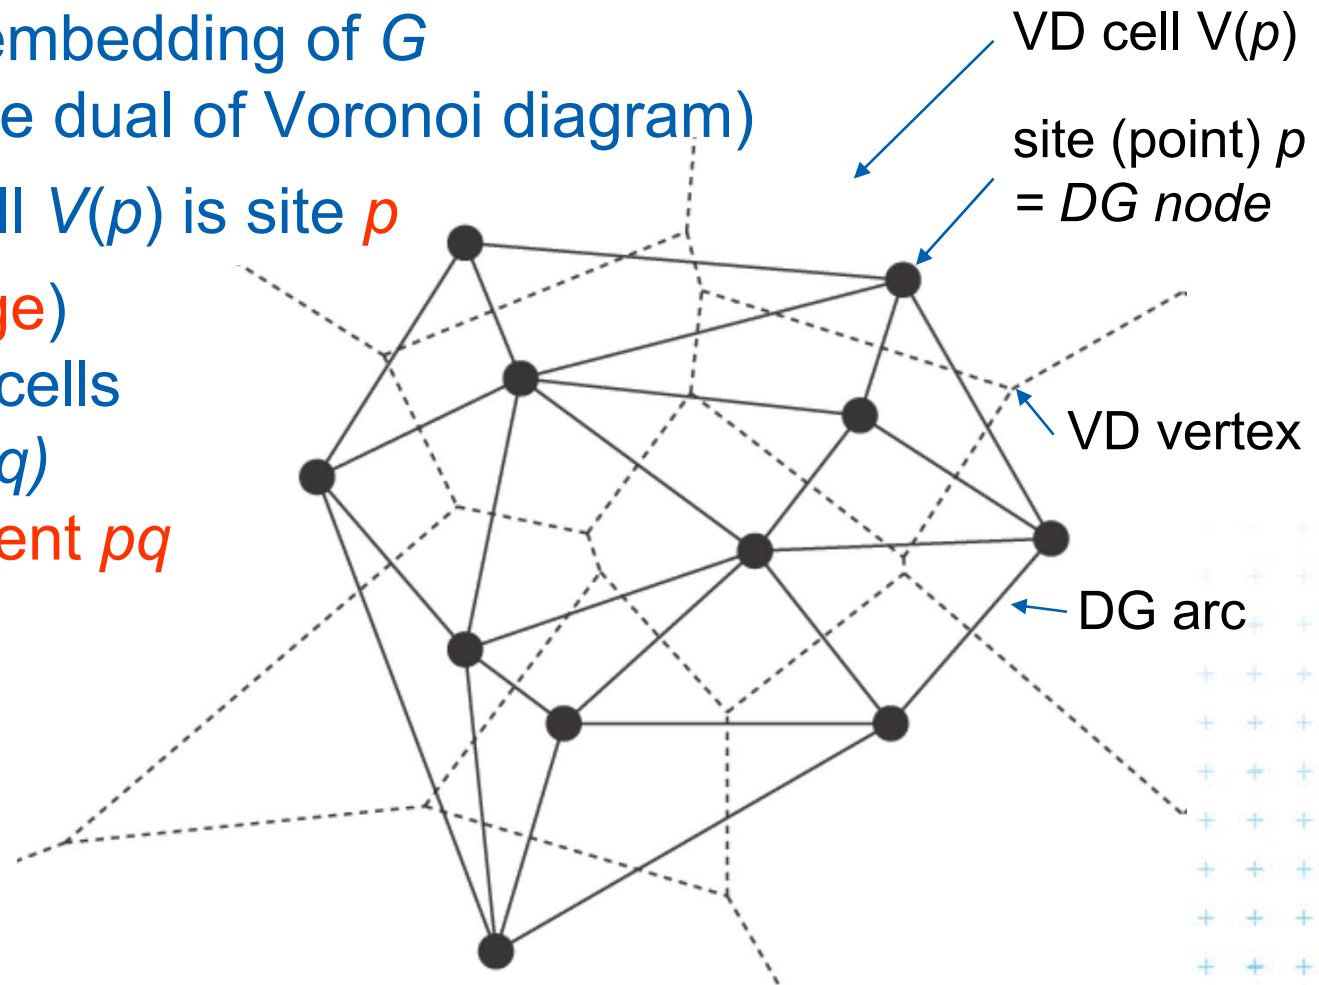 embedding of G
e dual of Voronoi diagram)
ll V(p) is site p
ge)
cells
q)
ent pq
VD cell V(p)
site (point) p
= DG node
VD vertex
DG arc